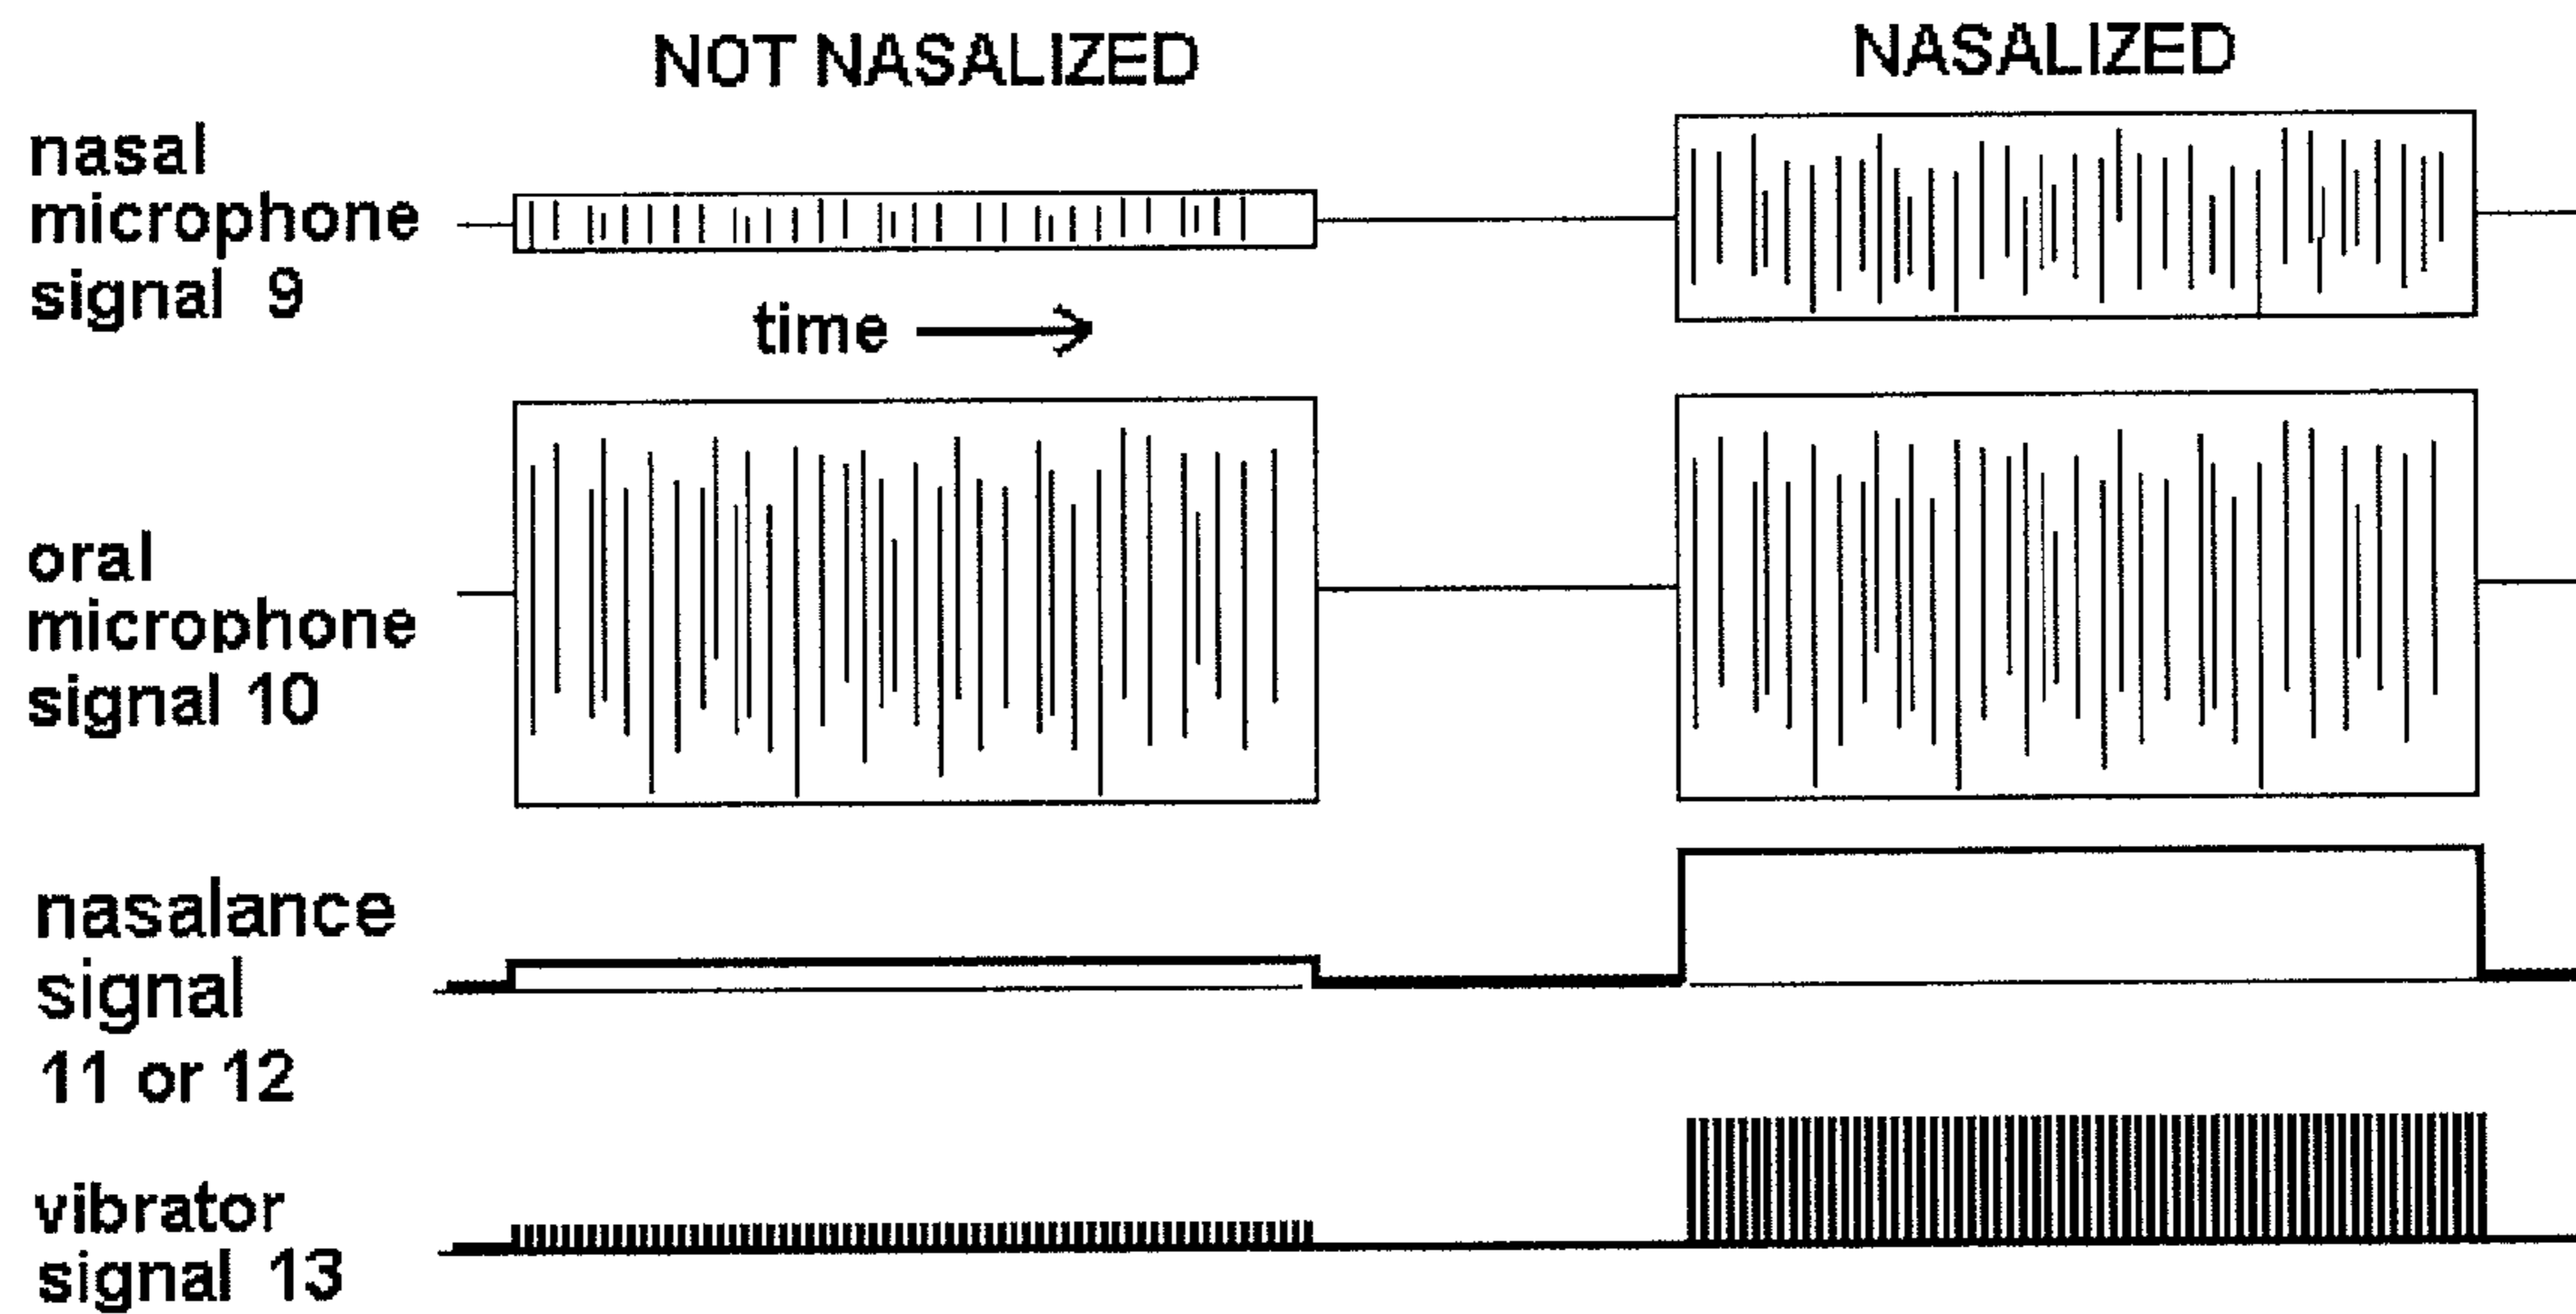 NOT NASALIZED
NASALIZED
nasal
microphone
signal 9
time
oral
microphone
signal 10
nasalance
signal
11 or 12
vibrator
signal 13